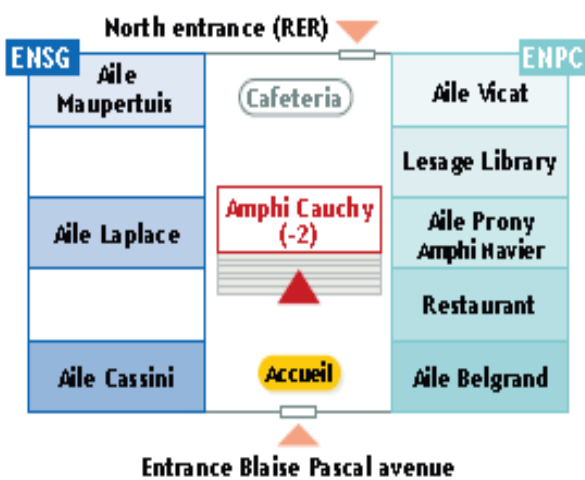 North entrance (RER)
ENSG
ENPC
Aile
Maupertuis
Cafeteria
Aile Vicat
Lesage Library
Amphi Cauchy
(-2)
Aile Laplace
Aile Prony
Amphi Navier
Restaurant
Aile Cassini
Accueil
Aile Belgrand
Entrance Blaise Pascal avenue